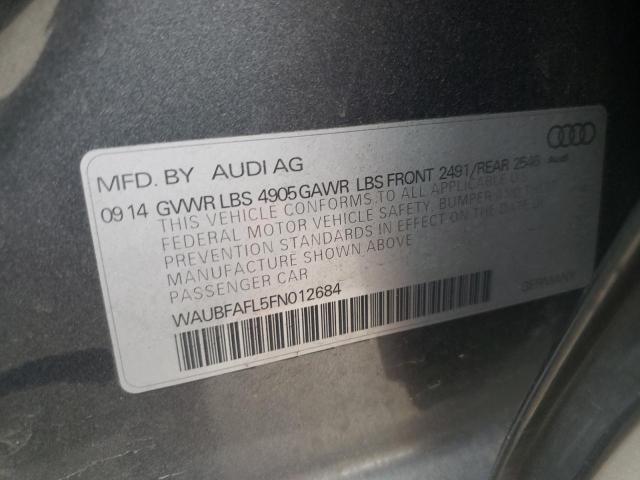 MFD. BY AUDI AG
09 14 GVWR LBS 4905 GAWR LBS FRONT 2491/REAR 2546
THIS VEHICLE CONFORMS TO ALL APPLICABLE
FEDERAL MOTOR VEHICLE SAFETY, BUMPER AND THEFT
PREVENTION STANDARDS IN EFFECT ON THE DATE OF
MANUFACTURE SHOWN ABOVE
PASSENGER CAR
WAUBFAFL5FN012684
Audi
GERMANY